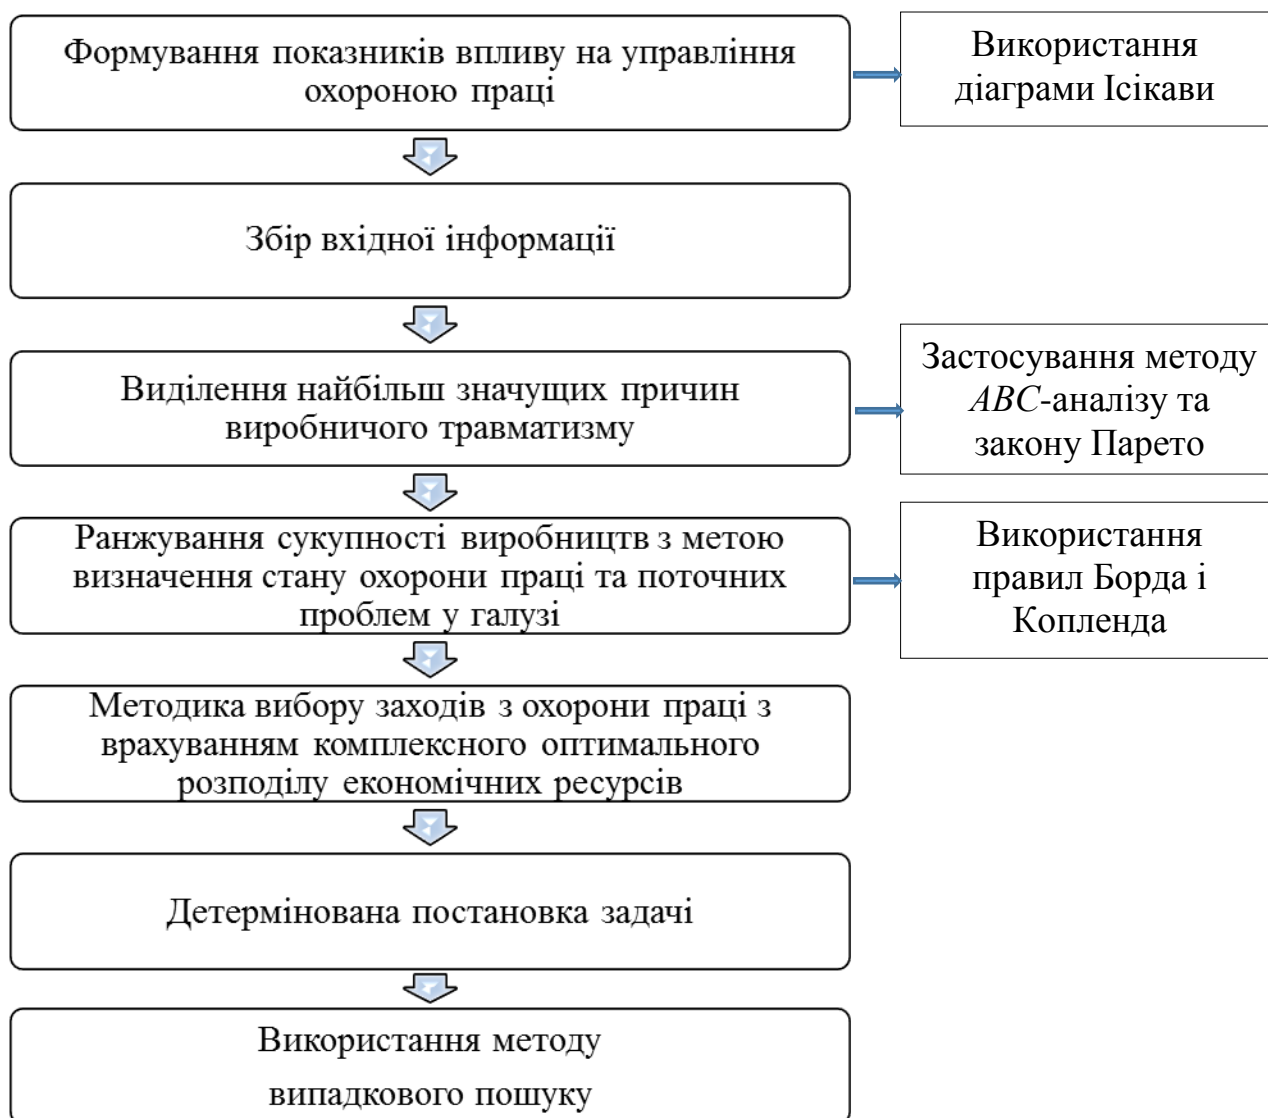 Формування показників впливу на управління
охороною праці
Використання
діаграми Ісікави
Збір вхідної інформації
Виділення найбільш значущих причин
виробничого травматизму
Застосування методу
ABC-аналізу та
закону Парето
Ранжування сукупності виробництв з метою
визначення стану охорони праці та поточних
проблем у галузі
Використання
правил Борда і
Копленда
Методика вибору заходів з охорони праці з
врахуванням комплексного оптимального
розподілу економічних ресурсів
Детермінована постановка задачі
Використання методу
випадкового пошуку